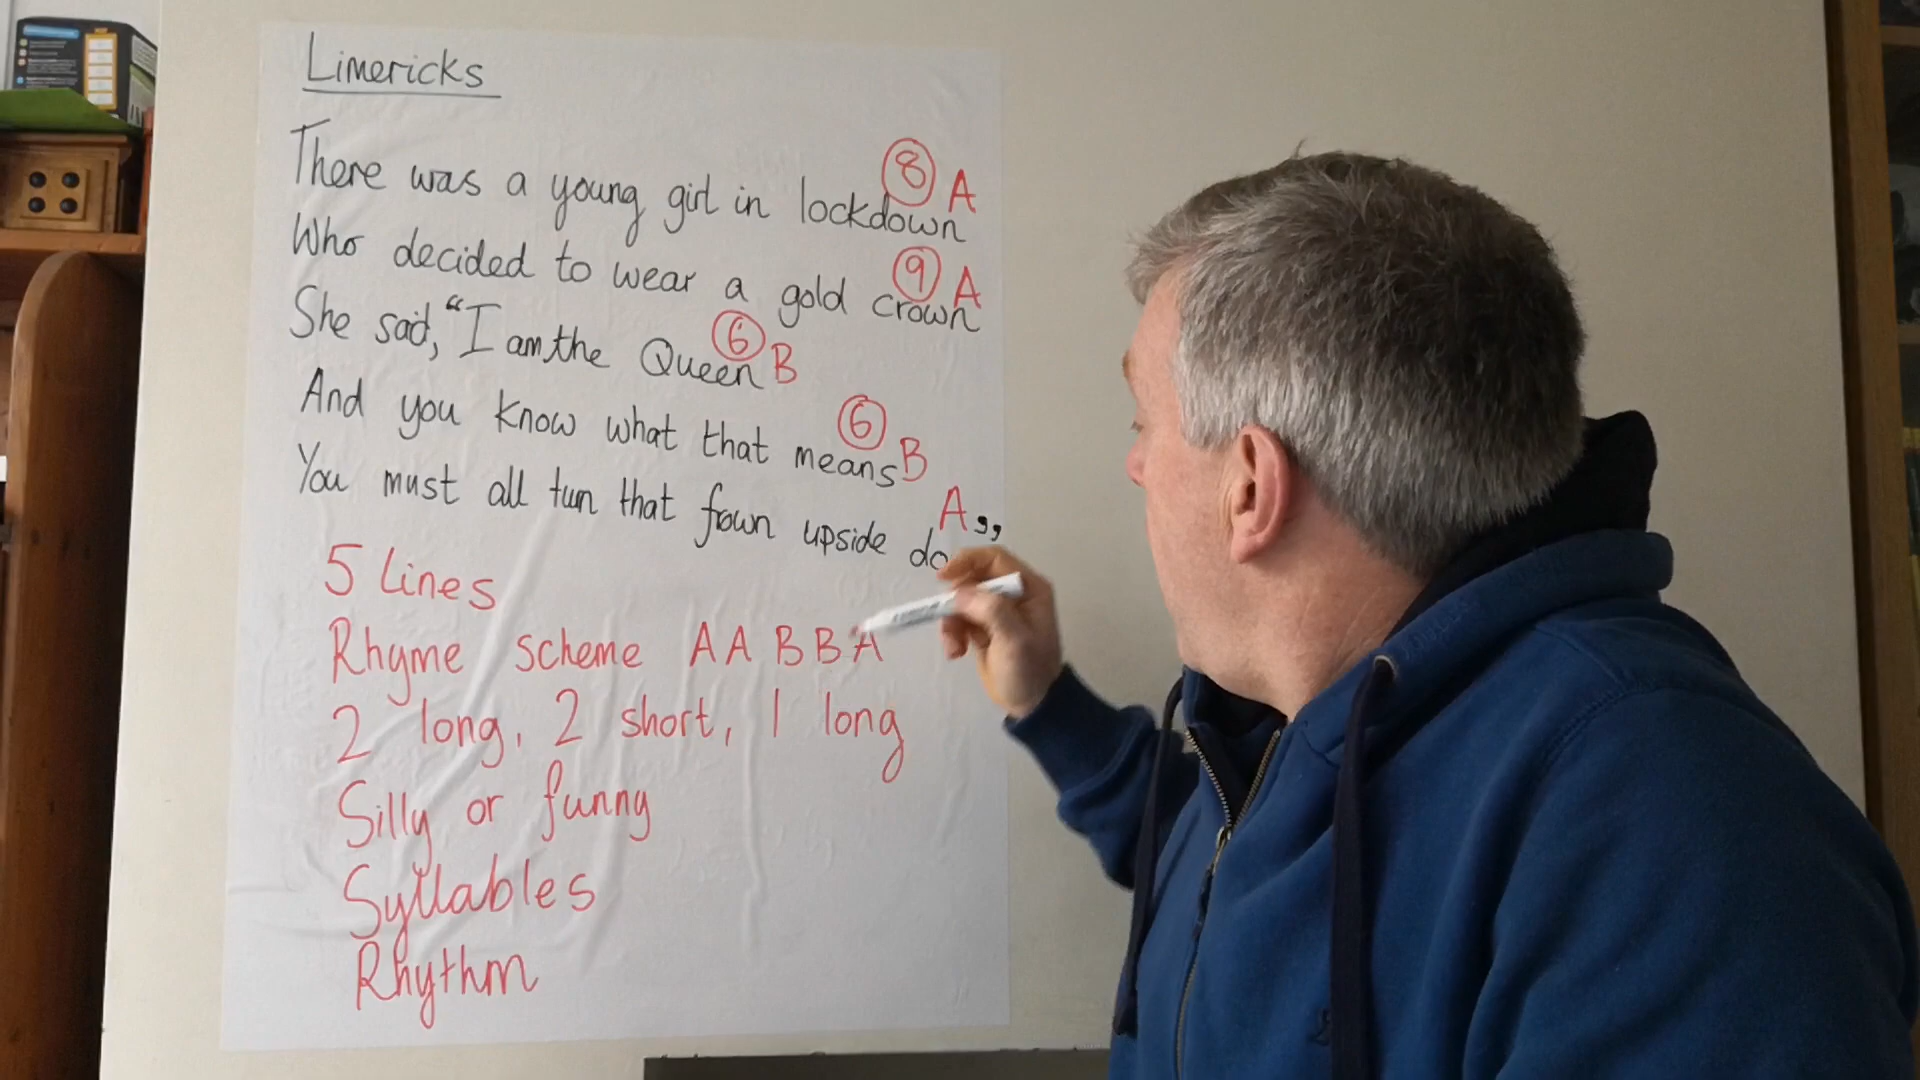 Limericks
There was a young girl in lockdown ⑧ A
Who decided to wear a gold crown ⑨ A
She said, “I am the Queen ⑥ B
And you know what that means ⑥ B
You must all turn that frown upside do A ”
5 Lines
Rhyme scheme A A B B A
2 long, 2 short, 1 long
Silly or funny
Syllables
Rhythm